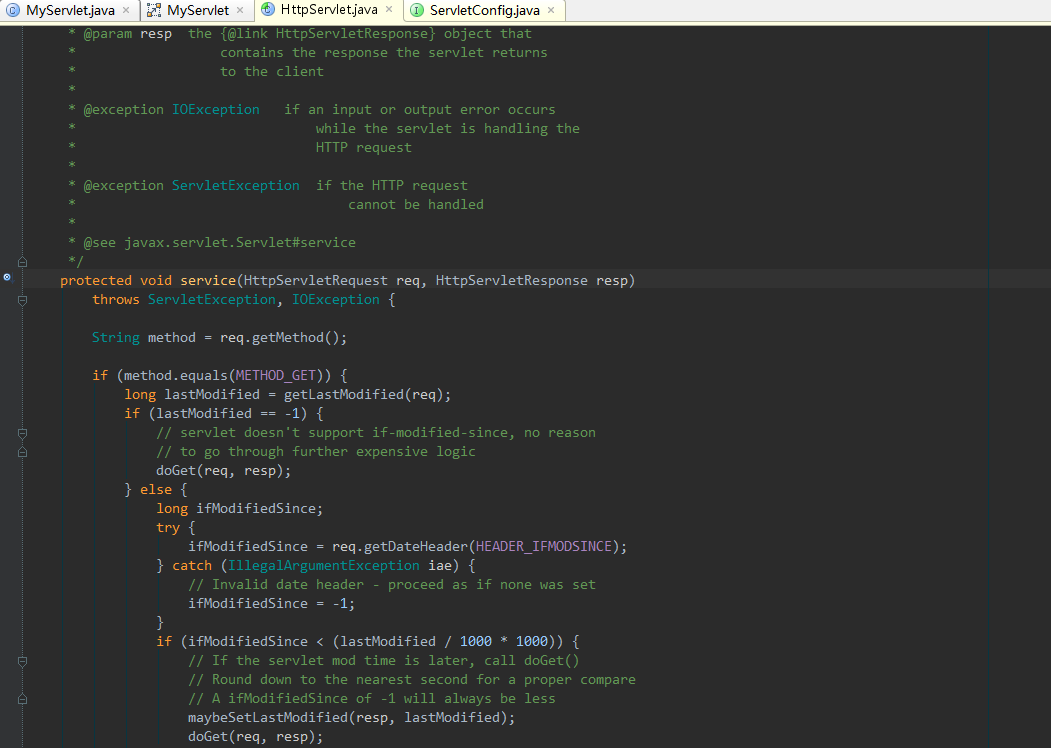 MyServlet.java × MyServlet × HttpServlet.java × ServletConfig.java ×
* @param resp  the {@link HttpServletResponse} object that
*                  contains the response the servlet returns
*                  to the client
*
* @exception IOException   if an input or output error occurs
*                              while the servlet is handling the
*                              HTTP request
*
* @exception ServletException  if the HTTP request
*                                  cannot be handled
*
* @see javax.servlet.Servlet#service
*/
protected void service(HttpServletRequest req, HttpServletResponse resp)
    throws ServletException, IOException {
    String method = req.getMethod();
    if (method.equals(METHOD_GET)) {
        long lastModified = getLastModified(req);
        if (lastModified == -1) {
            // servlet doesn't support if-modified-since, no reason
            // to go through further expensive logic
            doGet(req, resp);
        } else {
            long ifModifiedSince;
            try {
                ifModifiedSince = req.getDateHeader(HEADER_IFMODSINCE);
            } catch (IllegalArgumentException iae) {
                // Invalid date header - proceed as if none was set
                ifModifiedSince = -1;
            }
            if (ifModifiedSince < (lastModified / 1000 * 1000)) {
                // If the servlet mod time is later, call doGet()
                // Round down to the nearest second for a proper compare
                // A ifModifiedSince of -1 will always be less
                maybeSetLastModified(resp, lastModified);
                doGet(req, resp);